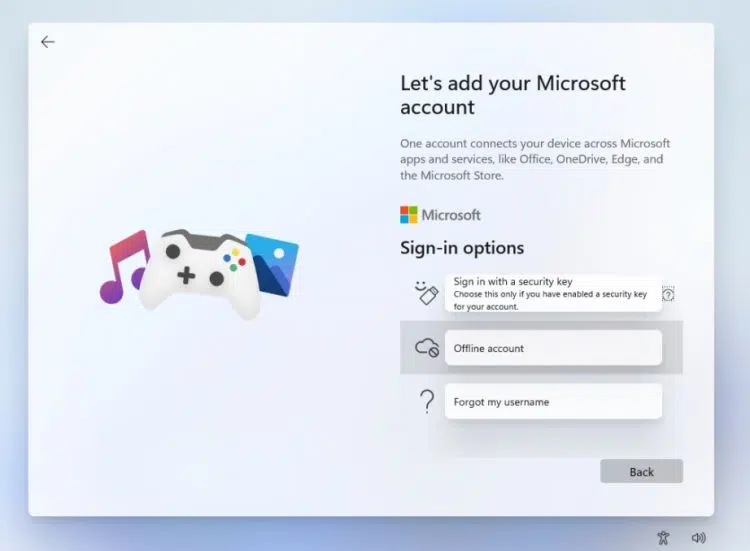 Let's add your Microsoft
account
One account connects your device across Microsoft
apps and services, like Office, OneDrive, Edge, and
the Microsoft Store.
Microsoft
Sign-in options
Sign in with a security key
Choose this only if you have enabled a security key
for your account.
Offline account
Forgot my username
Back